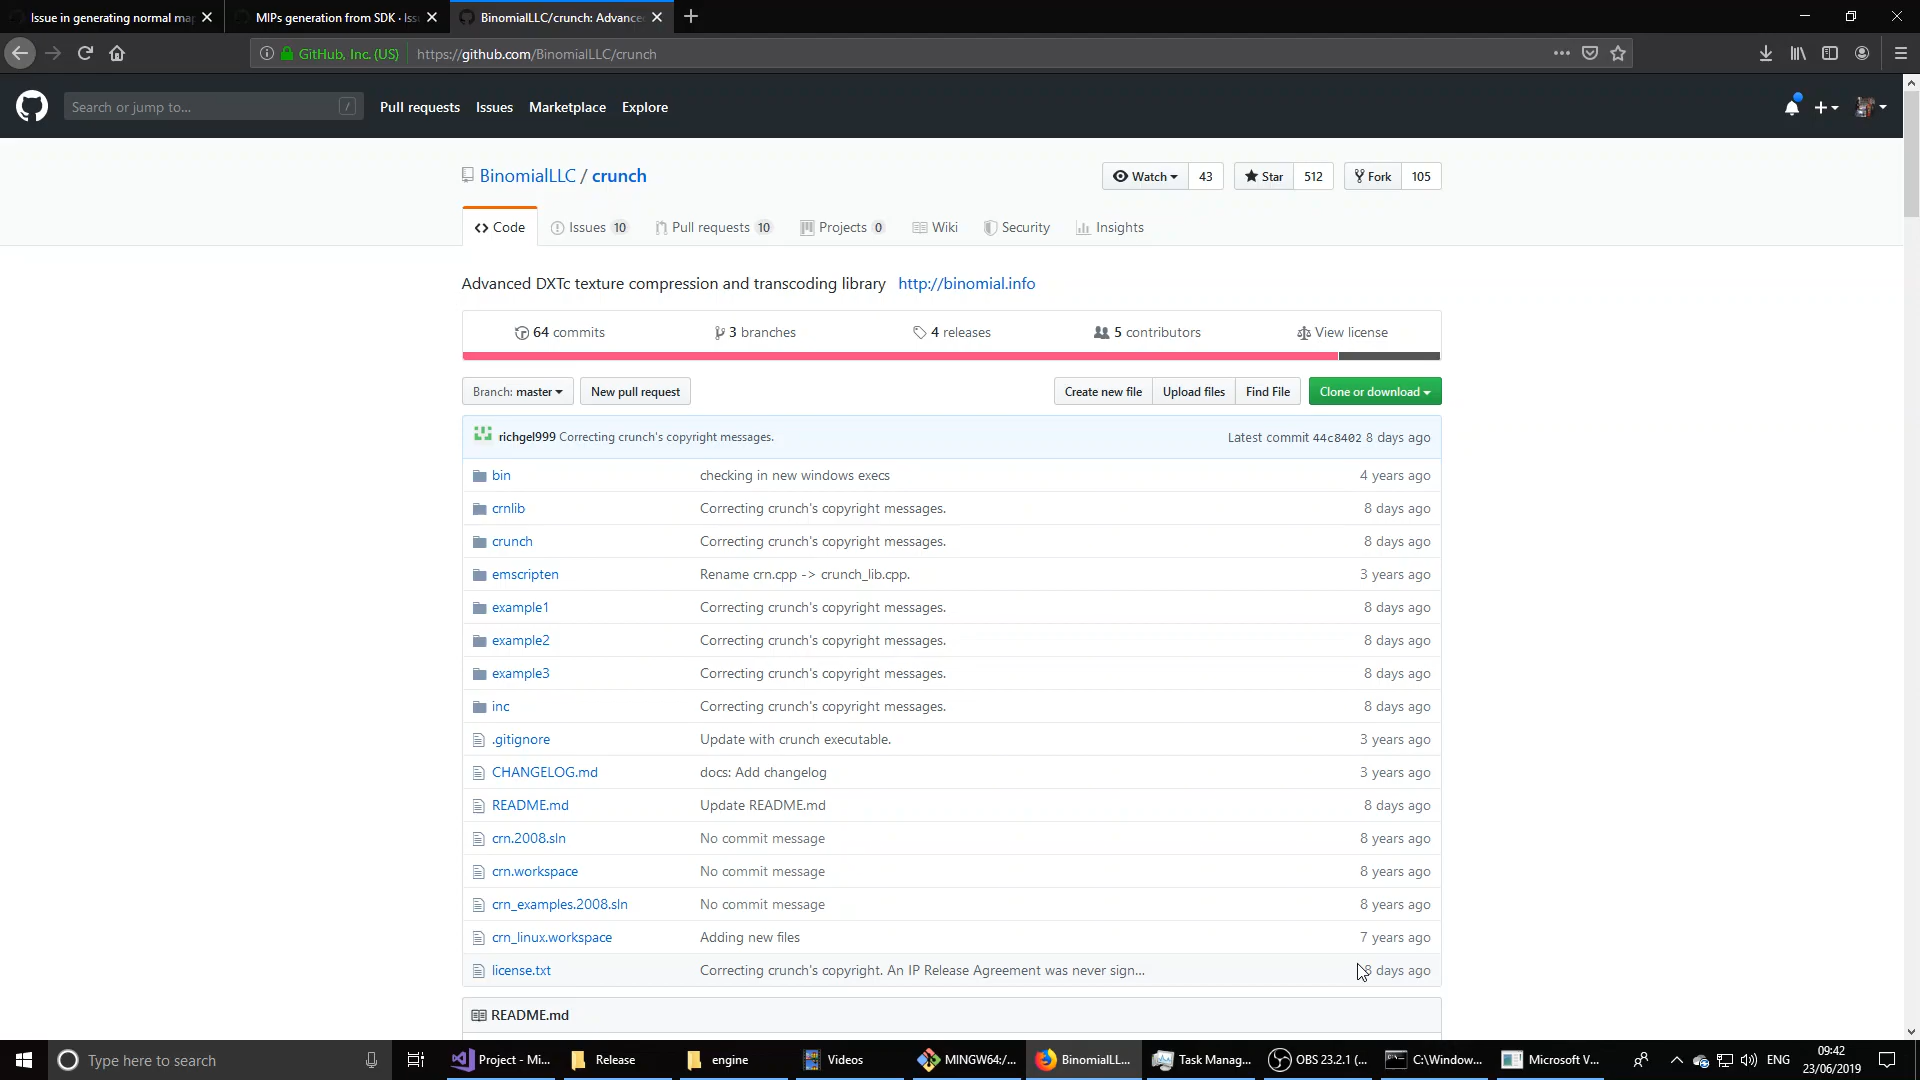 Issue in generating normal ma
MIPs generation from SDK · Iss
BinomialLLC/crunch: Advance
GitHub, Inc. (US)
https://github.com/BinomialLLC/crunch
Search or jump to...
/
Pull requests
Issues
Marketplace
Explore
BinomialLLC / crunch
Watch
43
Star
512
Fork
105
Code
Issues 10
Pull requests 10
Projects 0
Wiki
Security
Insights
Advanced DXTc texture compression and transcoding library http://binomial.info
64 commits
3 branches
4 releases
5 contributors
View license
Branch: master
New pull request
Create new file
Upload files
Find File
Clone or download
richgel999 Correcting crunch's copyright messages.
Latest commit 44c8402 8 days ago
bin checking in new windows execs 4 years ago
crnlib Correcting crunch's copyright messages. 8 days ago
crunch Correcting crunch's copyright messages. 8 days ago
emscripten Rename crn.cpp -> crunch_lib.cpp. 3 years ago
example1 Correcting crunch's copyright messages. 8 days ago
example2 Correcting crunch's copyright messages. 8 days ago
example3 Correcting crunch's copyright messages. 8 days ago
inc Correcting crunch's copyright messages. 8 days ago
.gitignore Update with crunch executable. 3 years ago
CHANGELOG.md docs: Add changelog 3 years ago
README.md Update README.md 8 days ago
crn.2008.sln No commit message 8 years ago
crn.workspace No commit message 8 years ago
crn_examples.2008.sln No commit message 8 years ago
crn_linux.workspace Adding new files 7 years ago
license.txt Correcting crunch's copyright. An IP Release Agreement was never sign... 8 days ago
README.md
Type here to search
Project - Mi...
Release
engine
Videos
MINGW64:/...
BinomialLL...
Task Manag...
OBS 23.2.1 (...
C:\Window...
Microsoft V...
ENG
09:42
23/06/2019